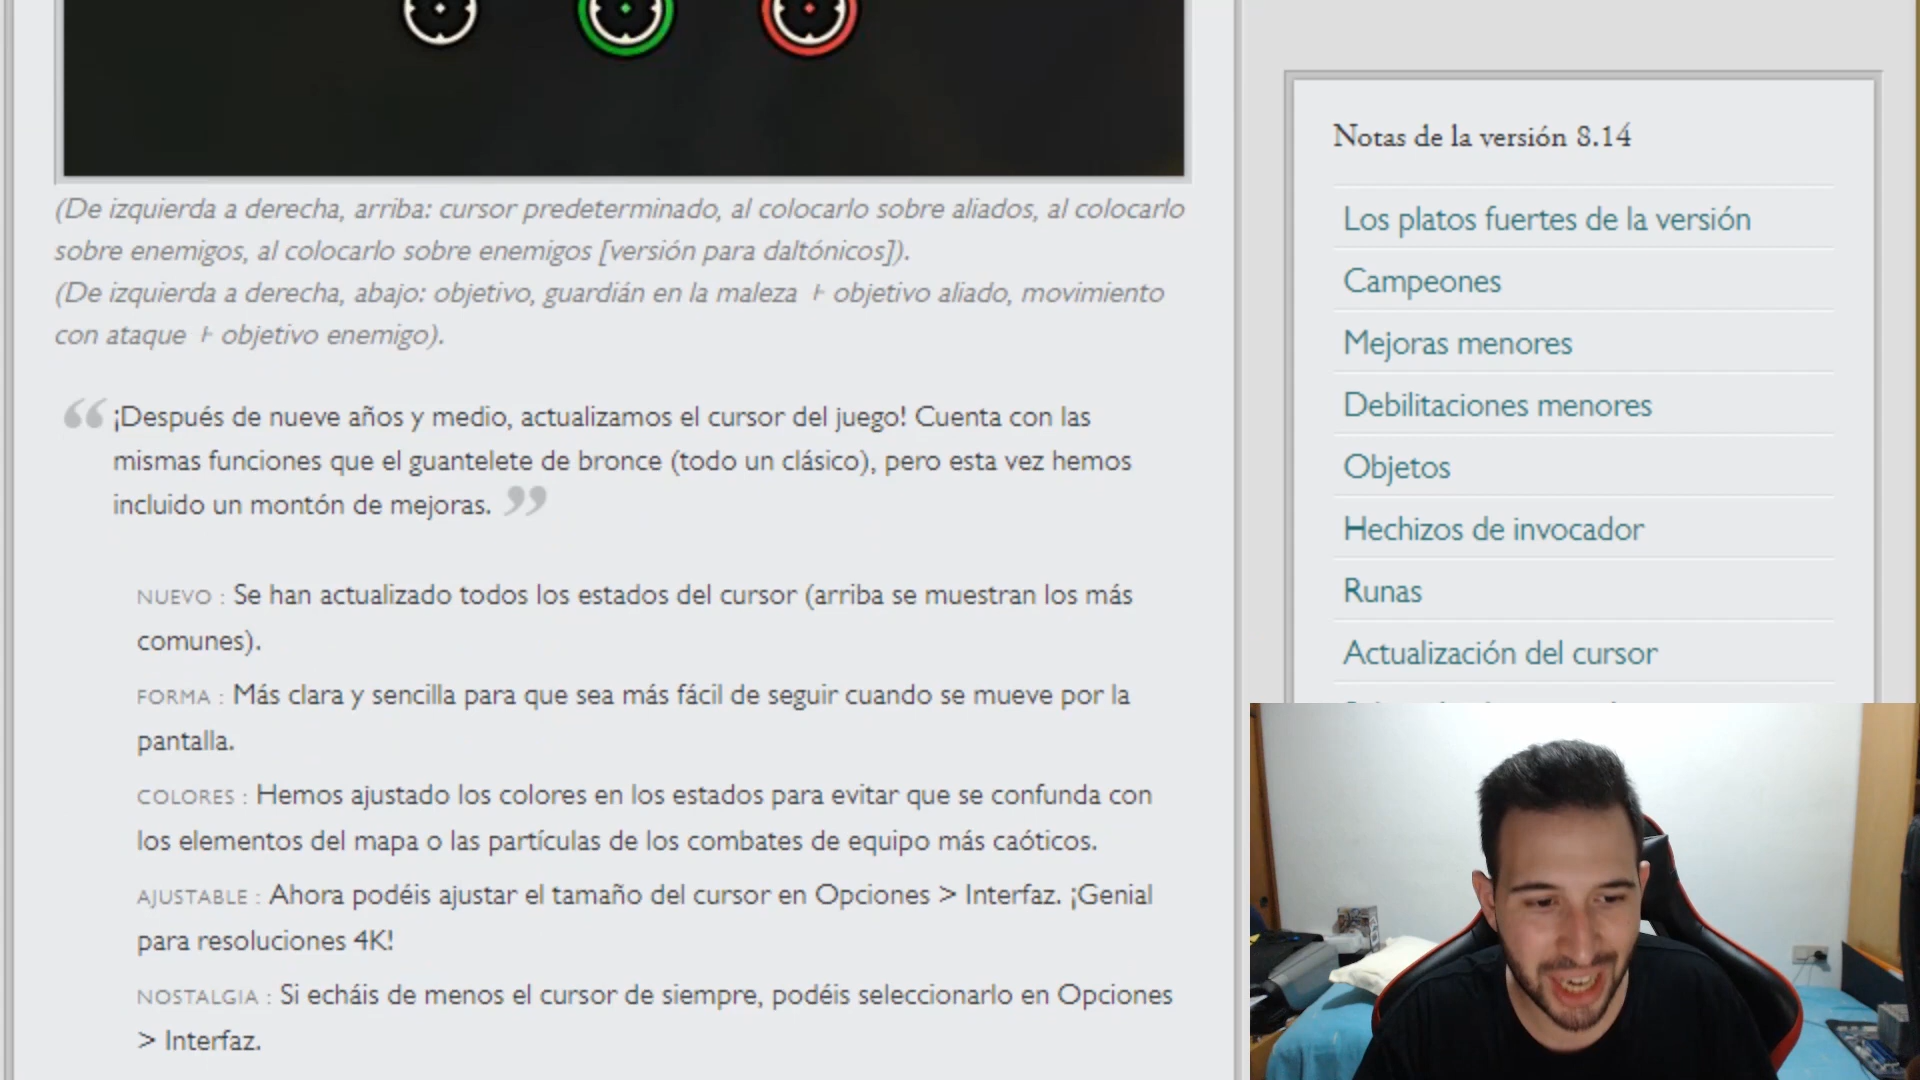 (De izquierda a derecha, arriba: cursor predeterminado, al colocarlo sobre aliados, al colocarlo
sobre enemigos, al colocarlo sobre enemigos [versión para daltónicos]).
(De izquierda a derecha, abajo: objetivo, guardián en la maleza + objetivo aliado, movimiento
con ataque + objetivo enemigo).
“¡Después de nueve años y medio, actualizamos el cursor del juego! Cuenta con las
mismas funciones que el guantelete de bronce (todo un clásico), pero esta vez hemos
incluido un montón de mejoras.”
NUEVO : Se han actualizado todos los estados del cursor (arriba se muestran los más
comunes).
FORMA : Más clara y sencilla para que sea más fácil de seguir cuando se mueve por la
pantalla.
COLORES : Hemos ajustado los colores en los estados para evitar que se confunda con
los elementos del mapa o las partículas de los combates de equipo más caóticos.
AJUSTABLE : Ahora podéis ajustar el tamaño del cursor en Opciones > Interfaz. ¡Genial
para resoluciones 4K!
NOSTALGIA : Si echáis de menos el cursor de siempre, podéis seleccionarlo en Opciones
> Interfaz.
Notas de la versión 8.14
Los platos fuertes de la versión
Campeones
Mejoras menores
Debilitaciones menores
Objetos
Hechizos de invocador
Runas
Actualización del cursor